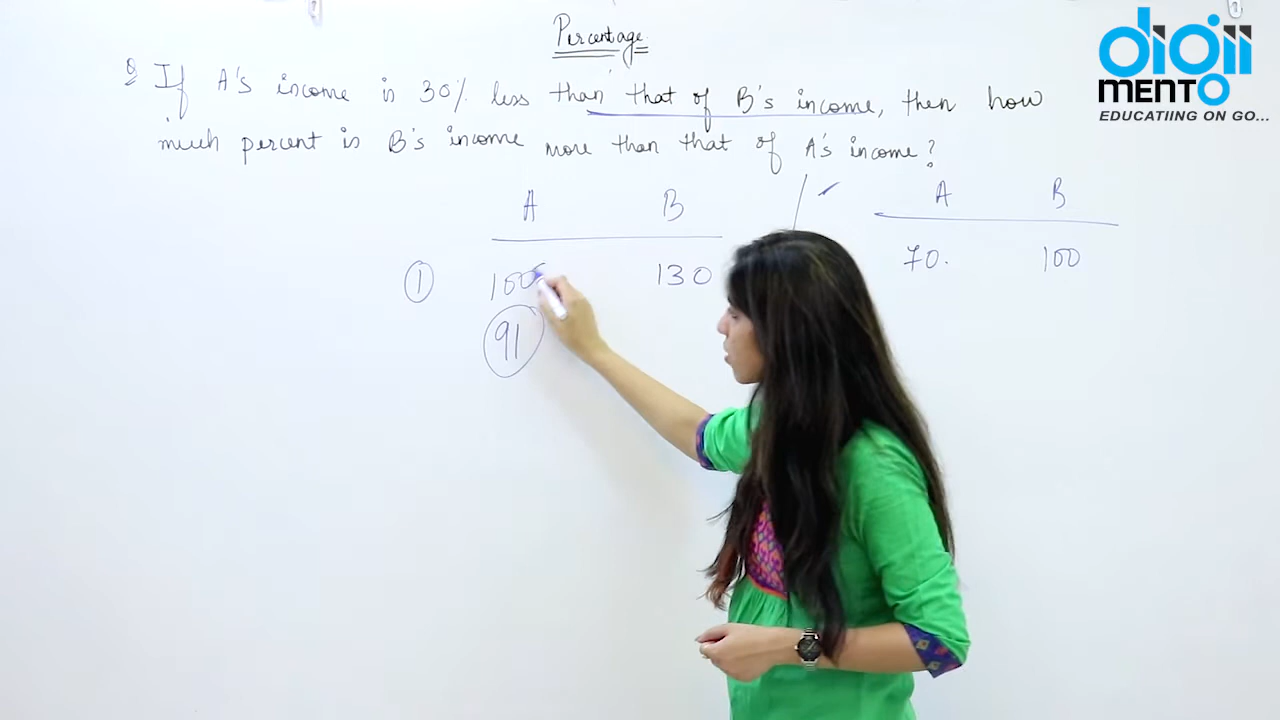 Percentage
Q If A's income is 30% less than that of B's income, then how
much percent is B's income more than that of A's income?
A B
A B
① 100 130
70. 100
91
digii
MENTO
EDUCATIING ON GO...